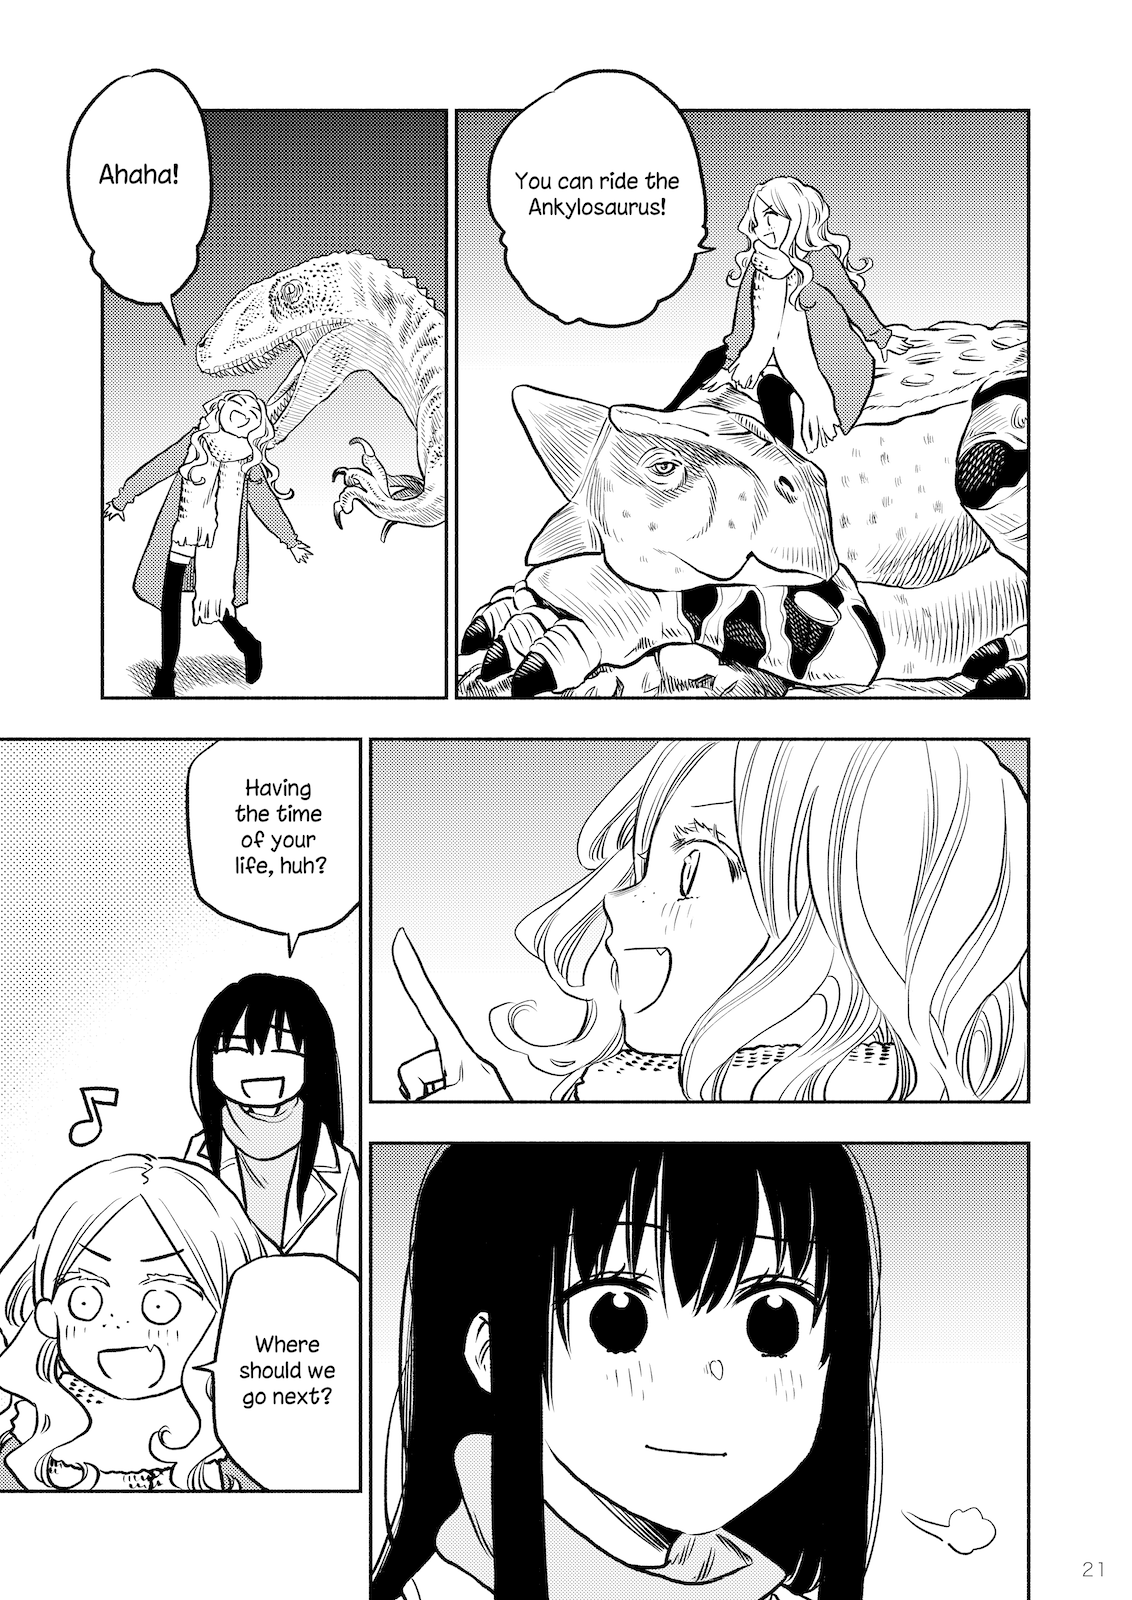 You can ride the
Ankylosaurus!
Ahaha!
Having
the time
of your
life, huh?
Where
should we
go next?
21